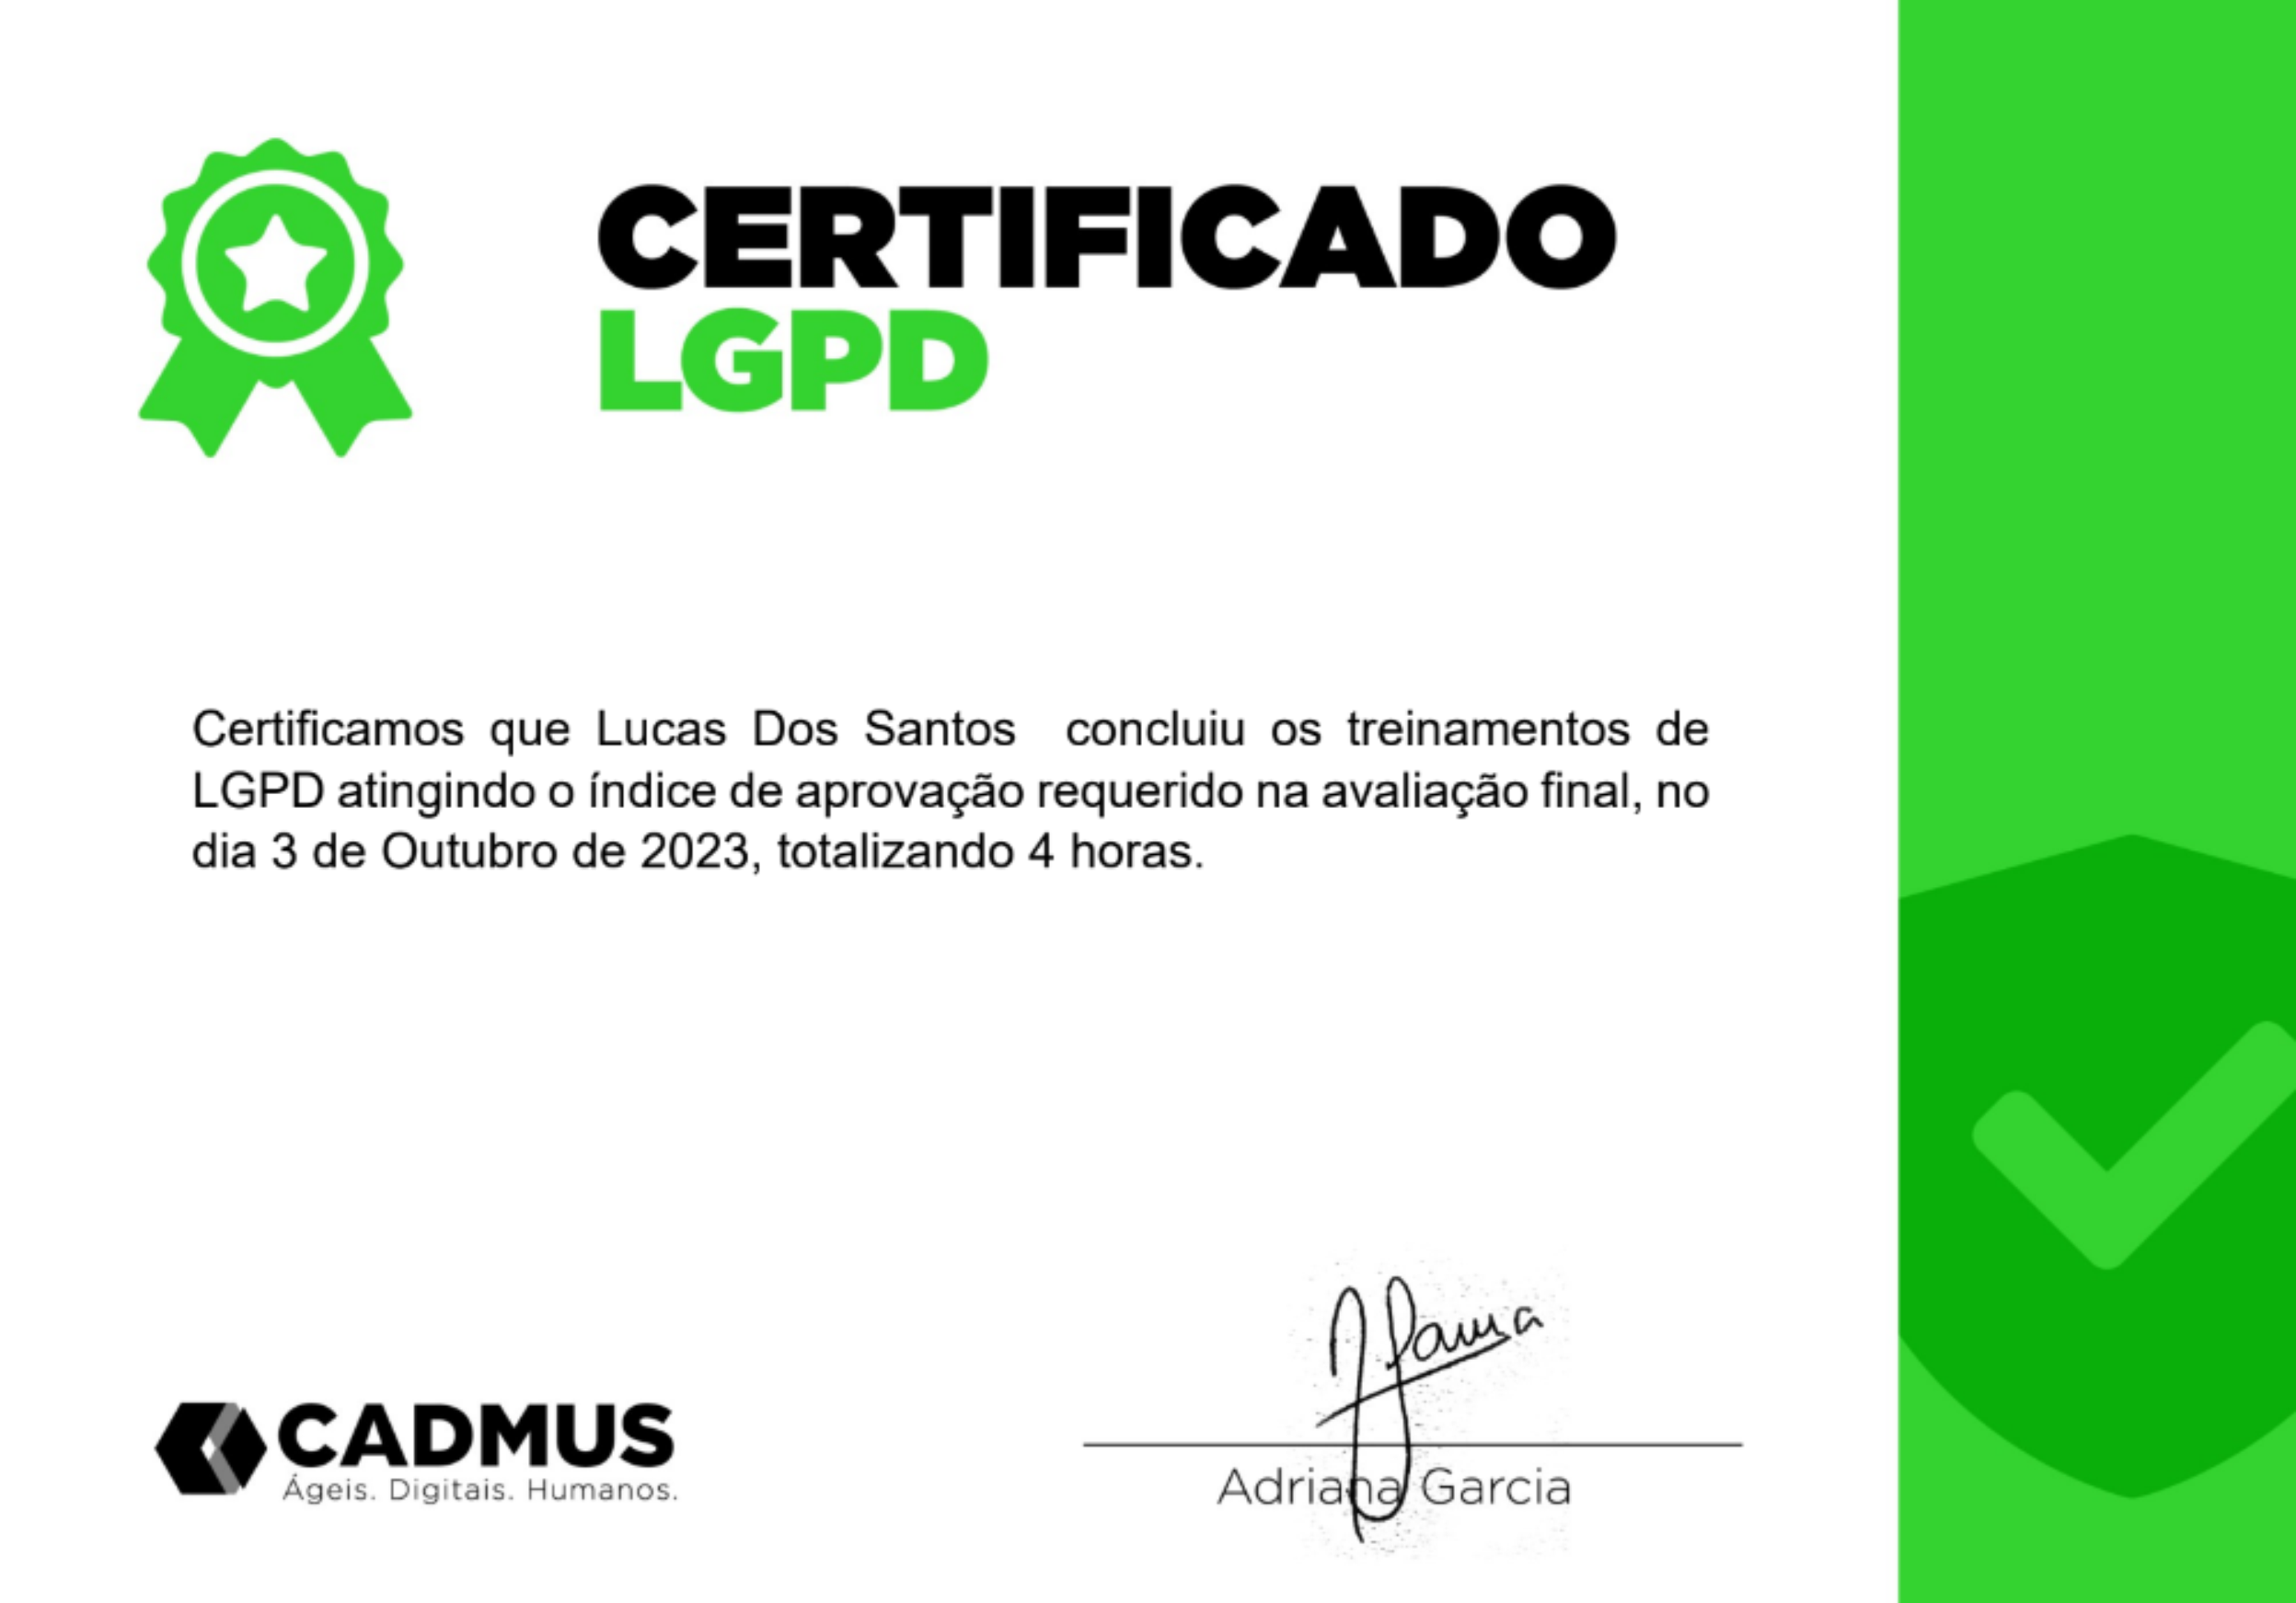 CERTIFICADO
LGPD
Certificamos que Lucas Dos Santos  concluiu os treinamentos de
LGPD atingindo o índice de aprovação requerido na avaliação final, no
dia 3 de Outubro de 2023, totalizando 4 horas.
CADMUS
Ágeis. Digitais. Humanos.
Adriana Garcia